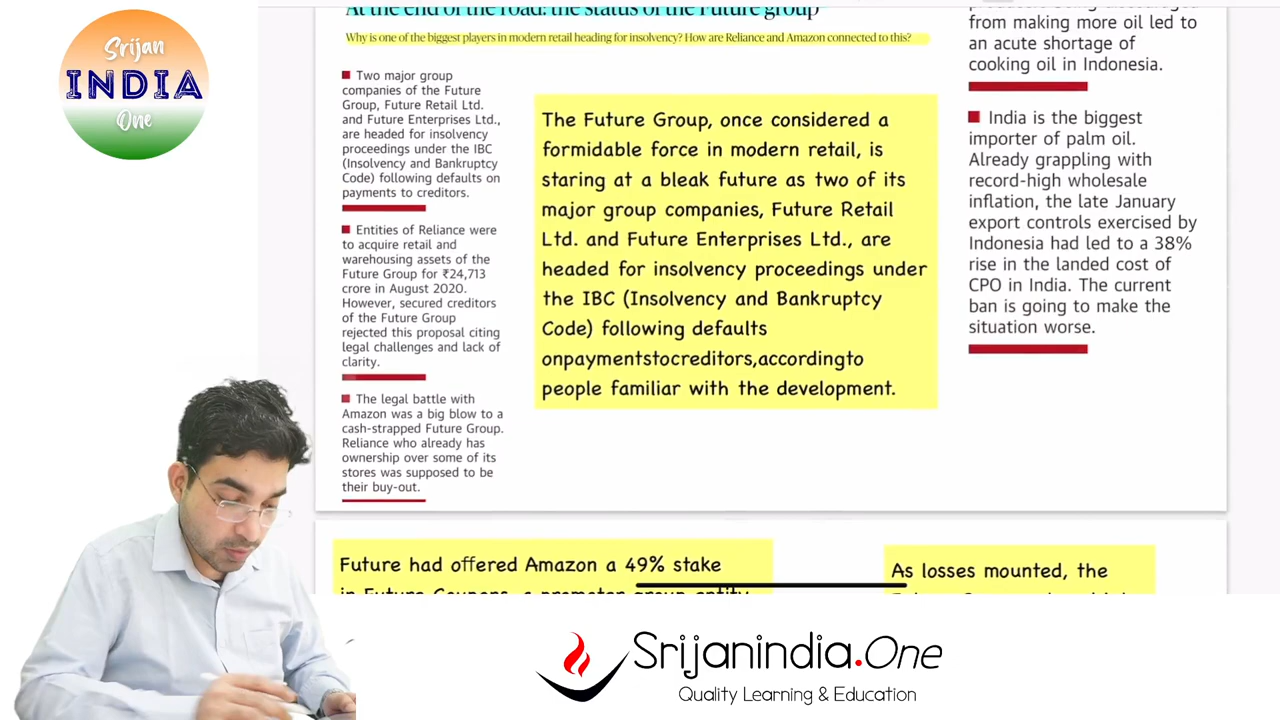 Srijan
INDIA
One
At the end of the road: the status of the Future group
Why is one of the biggest players in modern retail heading for insolvency? How are Reliance and Amazon connected to this?
Two major group
companies of the Future
Group, Future Retail Ltd.
and Future Enterprises Ltd.,
are headed for insolvency
proceedings under the IBC
(Insolvency and Bankruptcy
Code) following defaults on
payments to creditors.
Entities of Reliance were
to acquire retail and
warehousing assets of the
Future Group for ₹24,713
crore in August 2020.
However, secured creditors
of the Future Group
rejected this proposal citing
legal challenges and lack of
clarity.
The legal battle with
Amazon was a big blow to a
cash-strapped Future Group.
Reliance who already has
ownership over some of its
stores was supposed to be
their buy-out.
The Future Group, once considered a
formidable force in modern retail, is
staring at a bleak future as two of its
major group companies, Future Retail
Ltd. and Future Enterprises Ltd., are
headed for insolvency proceedings under
the IBC (Insolvency and Bankruptcy
Code) following defaults
onpaymentstocreditors,accordingto
people familiar with the development.
from making more oil led to
an acute shortage of
cooking oil in Indonesia.
India is the biggest
importer of palm oil.
Already grappling with
record-high wholesale
inflation, the late January
export controls exercised by
Indonesia had led to a 38%
rise in the landed cost of
CPO in India. The current
ban is going to make the
situation worse.
Future had offered Amazon a 49% stake
in Future Coupons, a promoter group entity
As losses mounted, the
Srijanindia.One
Quality Learning & Education